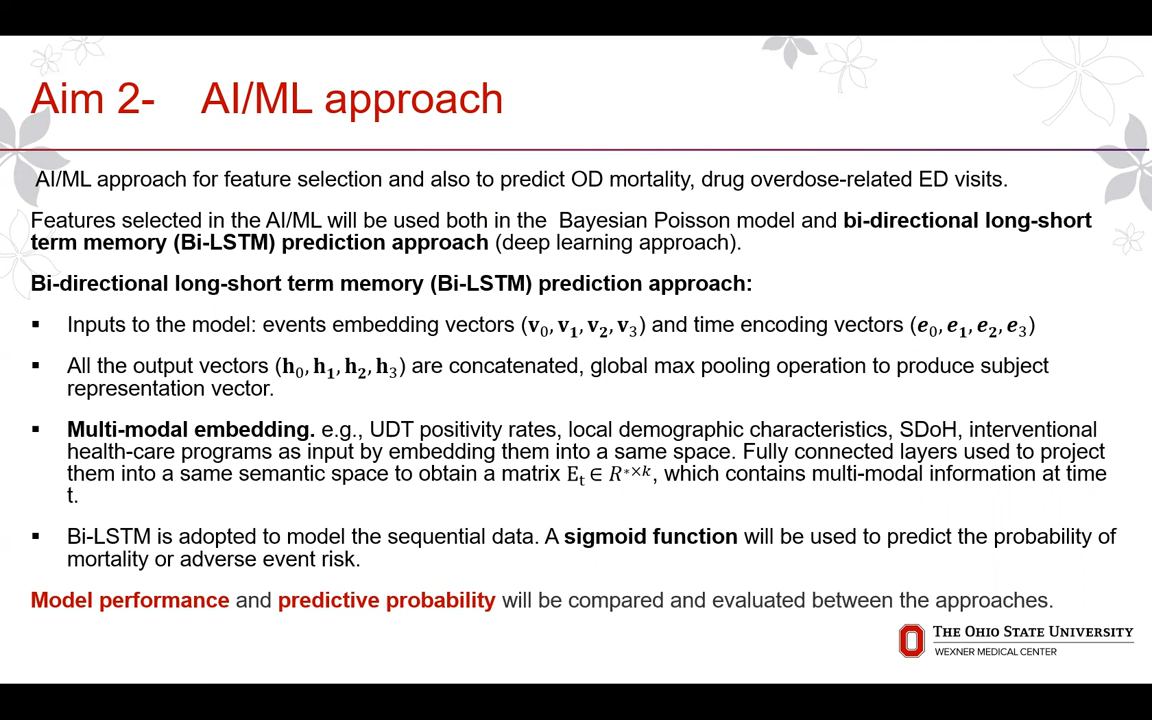 Aim 2- AI/ML approach
AI/ML approach for feature selection and also to predict OD mortality, drug overdose-related ED visits.
Features selected in the AI/ML will be used both in the Bayesian Poisson model and bi-directional long-short
term memory (Bi-LSTM) prediction approach (deep learning approach).
Bi-directional long-short term memory (Bi-LSTM) prediction approach:
▪ Inputs to the model: events embedding vectors (v₀, v₁, v₂, v₃) and time encoding vectors (e₀, e₁, e₂, e₃)
▪ All the output vectors (h₀, h₁, h₂, h₃) are concatenated, global max pooling operation to produce subject
representation vector.
▪ Multi-modal embedding. e.g., UDT positivity rates, local demographic characteristics, SDoH, interventional
health-care programs as input by embedding them into a same space. Fully connected layers used to project
them into a same semantic space to obtain a matrix Eₜ ∈ R*ˣᵏ, which contains multi-modal information at time
t.
▪ Bi-LSTM is adopted to model the sequential data. A sigmoid function will be used to predict the probability of
mortality or adverse event risk.
Model performance and predictive probability will be compared and evaluated between the approaches.
THE OHIO STATE UNIVERSITY
WEXNER MEDICAL CENTER